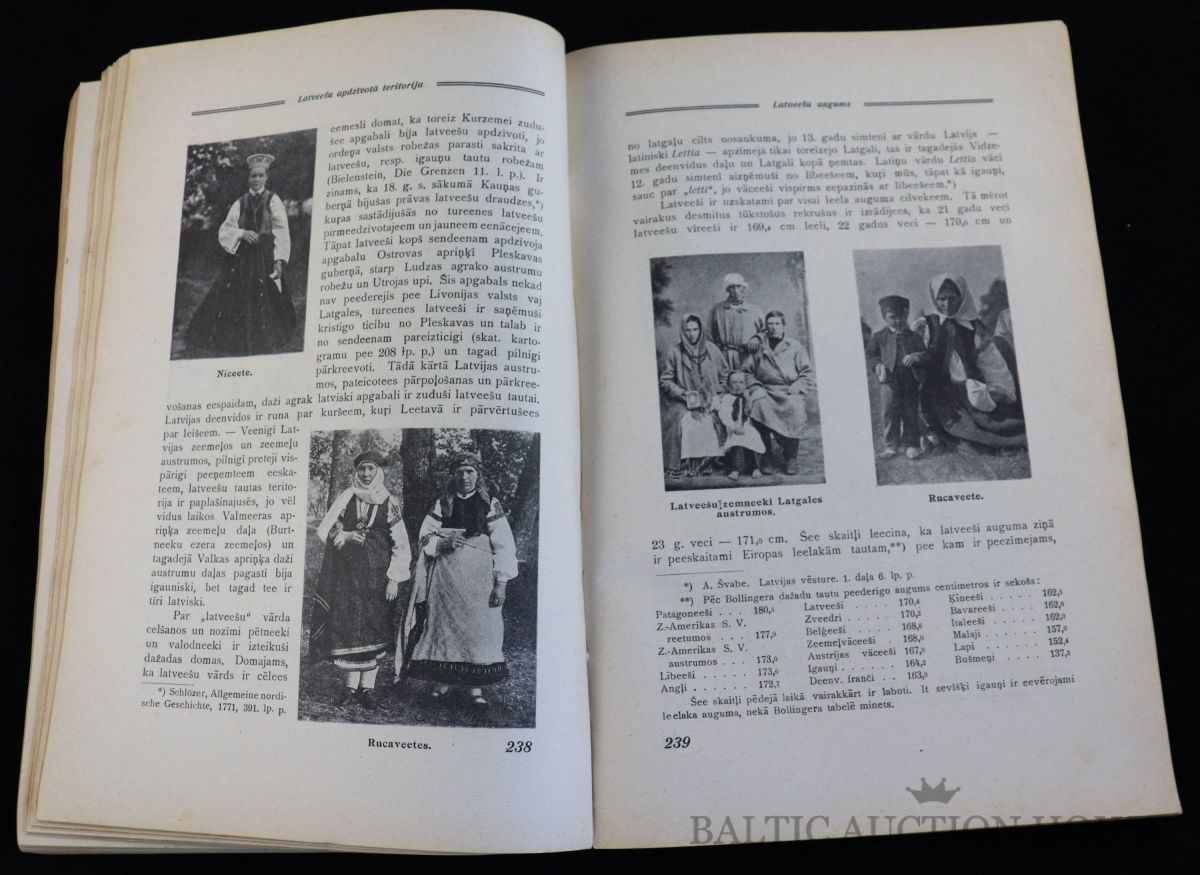 Latveešu apdzīvotā teritorija
eemesli domat, ka toreiz Kurzemei zudu-
šee apgabali bija latveešu apdzīvoti, jo
ordeņa valsts robežas parasti sakrita ar
latveešu, resp. igauņu tautu robežam
(Bielenstein, Die Grenzen 11. l. p.). Ir
zinams, ka 18. g. s. sākumā Kauņas gu-
berņā bijušas prāvas latveešu draudzes,*)
kuŗas sastādījušās no tureenes latveešu
pirmeedzīvotajeem un jauneem eenācejeem.
Tāpat latveeši kopš sendeenam apdzīvoja
apgabalu Ostrovas apriņķi Pleskavas
guberņā, starp Ludzas agrako austrumu
robežu un Utrojas upi. Šis apgabals nekad
nav peederejis pee Livonijas valsts vaj
Latgales, tureenes latveeši ir saņēmuši
kristigo ticibu no Pleskavas un talab ir
no sendeenam pareizticigi (skat. karto-
gramu pee 208 lp. p.) un tagad pilnigi
pārkreevoti. Tādā kārtā Latvijas austru-
mos, pateicotees pārpoļošanas un pārkree-
vošanas eespaidam, daži agrak latviski apgabali ir zuduši latveešu tautai.
Latvijas deenvidos ir runa par kuršeem, kuŗi Leetavā ir pārvērtušees
par leišeem. — Veenigi Lat-
vijas zeemeļos un zeemeļu
austrumos, pilnigi preteji vis-
pārigi peeņemteem eeska-
teem, latveešu tautas terito-
rija ir paplašinajusēs, jo vēl
vidus laikos Valmeeras ap-
riņķa zeemeļu daļa (Burt-
neeku ezera zeemeļos) un
tagadejā Valkas apriņķa daži
austrumu daļas pagasti bija
igauniski, bet tagad tee ir
tīri latviski.
Par „latveešu" vārda
celšanos un nozīmi pētneeki
un valodneeki ir izteikuši
dažadas domas. Domajams,
ka latveešu vārds ir cēlees
*) Schlözer, Allgemeine nordi-
sche Geschichte, 1771, 391. lp. p.
Niceete.
Rucaveetes.
238
Latveešu augums
no latgaļu cilts nosaukuma, jo 13. gadu simtenī ar vārdu Latvija —
latiniski Lettia — apzīmēja tikai toreizejo Latgali, tas ir tagadejās Vidze-
mes deenvidus daļu un Latgali kopā ņemtas. Latiņu vārdu Lettia vāci
12. gadu simtenī aizņēmuši no lībeešeem, kuŗi mūs, tāpat kā igauņi,
sauc par „letti", jo vāceeši vispirms eepazinās ar lībeešeem.*)
Latveeši ir uzskatami par visai leela auguma cilvekeem. Tā mērot
vairakus desmitus tūkstošus rekrušus ir izrādijees, ka 21 gadu veci
latveešu vīreeši ir 169,4 cm leeli, 22 gadus veci — 170,0 cm un
Latveešu zemneeki Latgales
austrumos.
Rucaveete.
23 g. veci — 171,0 cm. Šee skaitļi leecina, ka latveeši auguma ziņā
ir peeskaitami Eiropas leelakām tautam,**) pee kam ir peezīmejams,
*) A. Švabe. Latvijas vēsture. 1. daļa 6. lp. p.
**) Pēc Bollingera dažadu tautu peederigo augums centimetros ir sekošs:
Patagoneeši . . . 180,3
Z.-Amerikas S. V.
reetumos . . . 177,0
Z.-Amerikas S. V.
austrumos . . . 173,0
Libeeši . . . . . 173,6
Angļi . . . . . . 172,7
Latveeši . . . . 170,4
Zveedri . . . . . 170,2
Beļģeeši . . . . 168,6
Zeemeļvāceeši . . 168,0
Austrijas vāceeši 167,0
Igauņi . . . . . . 164,2
Deenv. franči . . 163,0
Ķineeši . . . . . 162,5
Bavareeši . . . . 162,0
Italeeši . . . . . 162,0
Malaji . . . . . . 157,0
Lapi . . . . . . . 152,4
Bušmeņi . . . . . 137,2
Šee skaitļi pēdejā laikā vairakkārt ir laboti. It sevišķi igauņi ir eevērojami
leelaka auguma, nekā Bollingera tabelē minets.
239
BALTIC AUCTION HOUSE